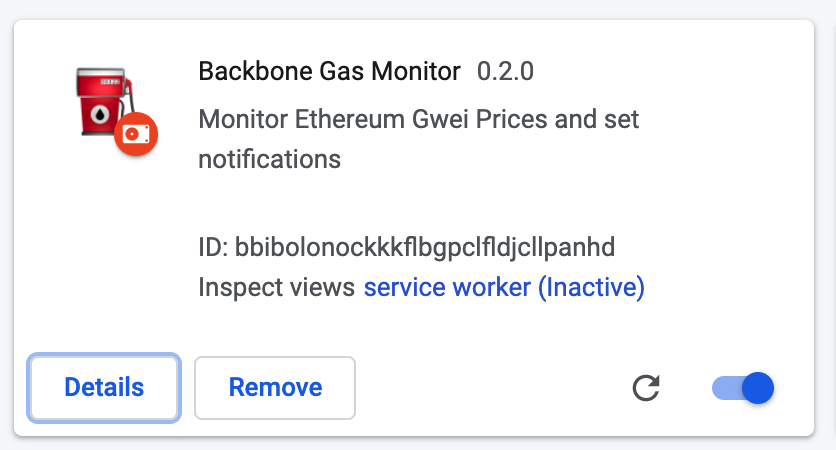 Backbone Gas Monitor 0.2.0
Monitor Ethereum Gwei Prices and set
notifications
ID: bbibolonockkkflbgpclfldjcllpanhd
Inspect views service worker (Inactive)
Details Remove